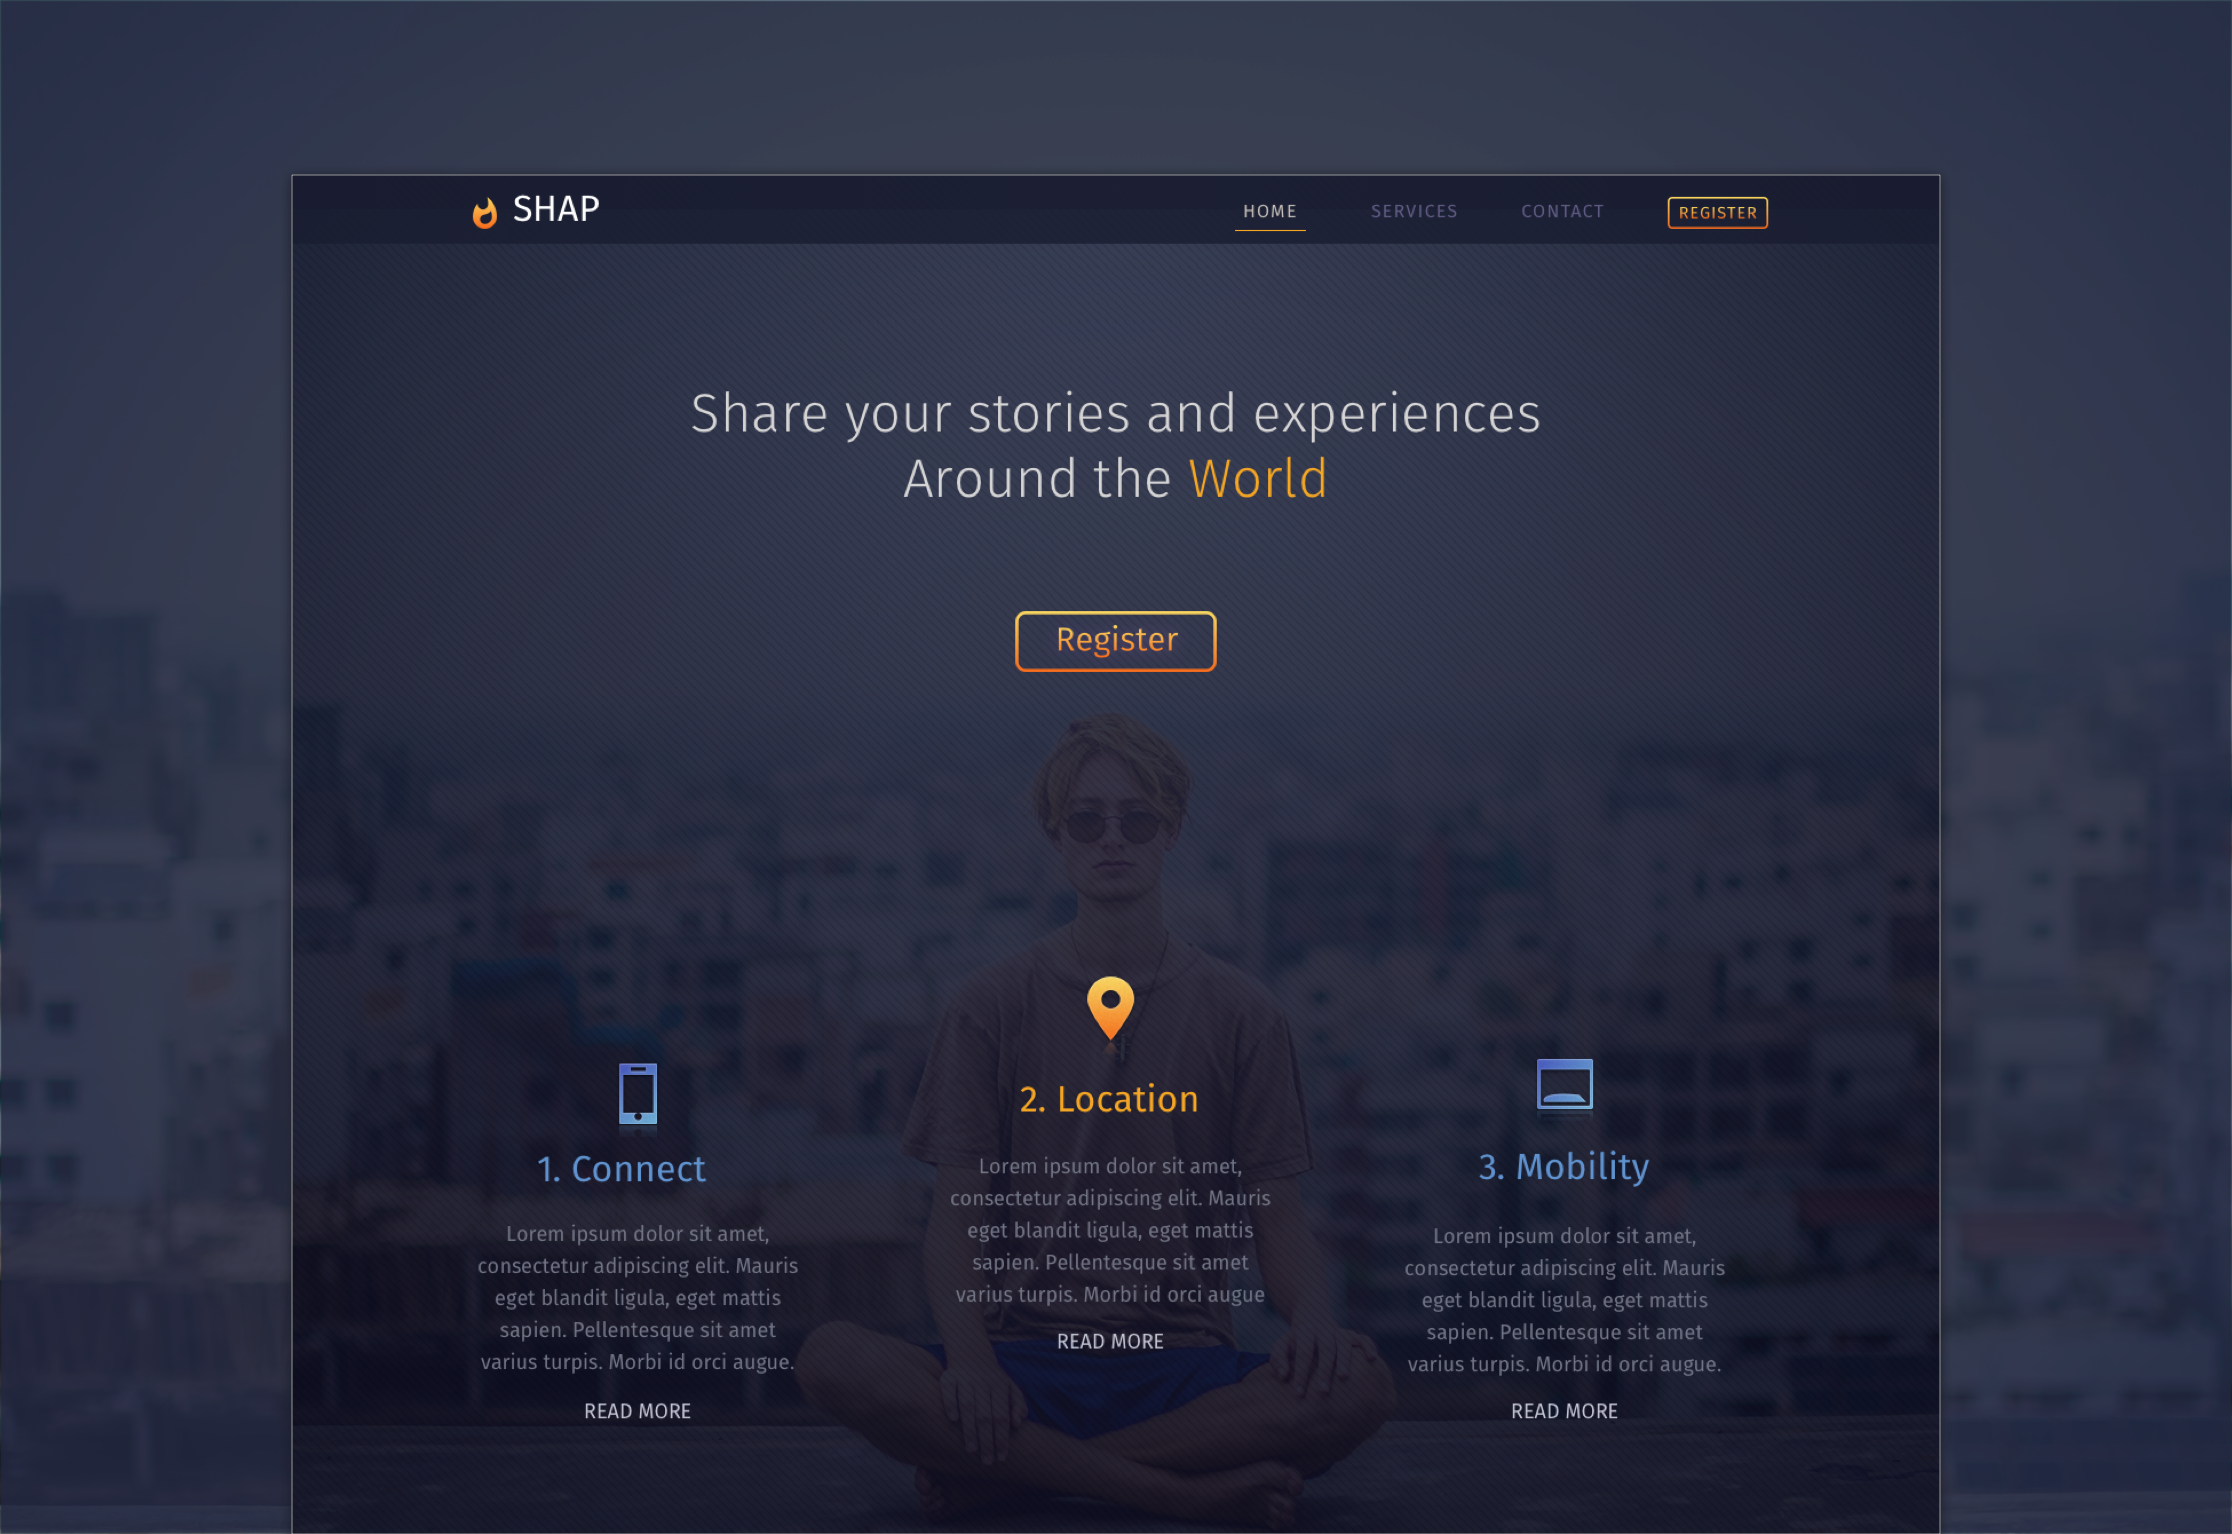 SHAP
HOME
SERVICES
CONTACT
REGISTER
Share your stories and experiences
Around the World
Register
1. Connect
Lorem ipsum dolor sit amet,
consectetur adipiscing elit. Mauris
eget blandit ligula, eget mattis
sapien. Pellentesque sit amet
varius turpis. Morbi id orci augue.
READ MORE
2. Location
Lorem ipsum dolor sit amet,
consectetur adipiscing elit. Mauris
eget blandit ligula, eget mattis
sapien. Pellentesque sit amet
varius turpis. Morbi id orci augue
READ MORE
3. Mobility
Lorem ipsum dolor sit amet,
consectetur adipiscing elit. Mauris
eget blandit ligula, eget mattis
sapien. Pellentesque sit amet
varius turpis. Morbi id orci augue.
READ MORE